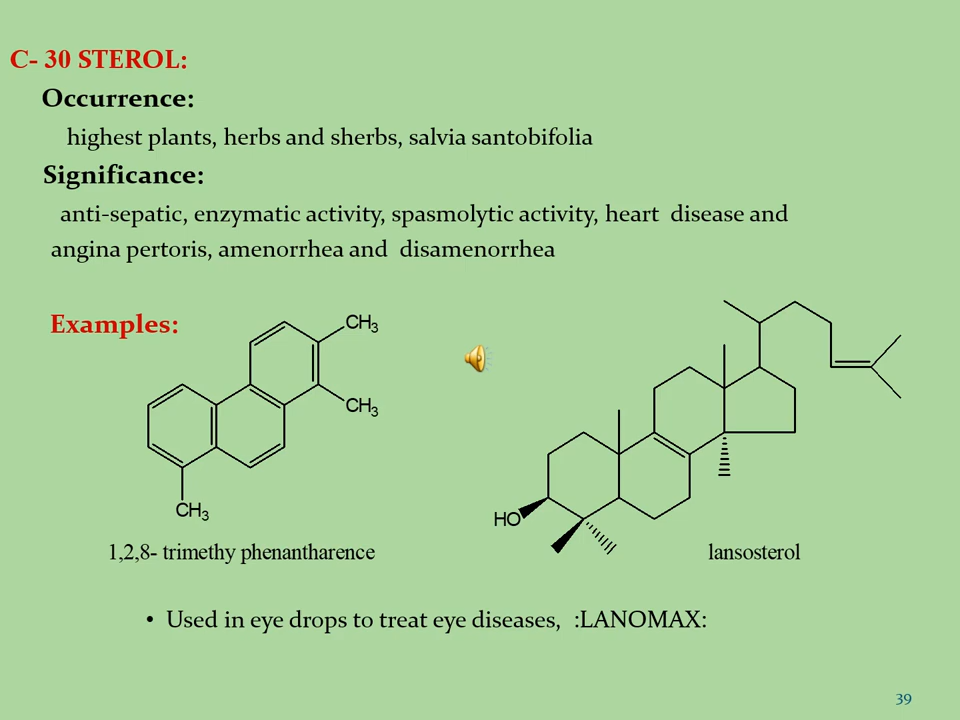 C- 30 STEROL:
Occurrence:
highest plants, herbs and sherbs, salvia santobifolia
Significance:
anti-sepatic, enzymatic activity, spasmolytic activity, heart disease and
angina pertoris, amenorrhea and disamenorrhea
Examples:
CH3
CH3
CH3
HO
1,2,8- trimethy phenantharence
lansosterol
• Used in eye drops to treat eye diseases, :LANOMAX:
39